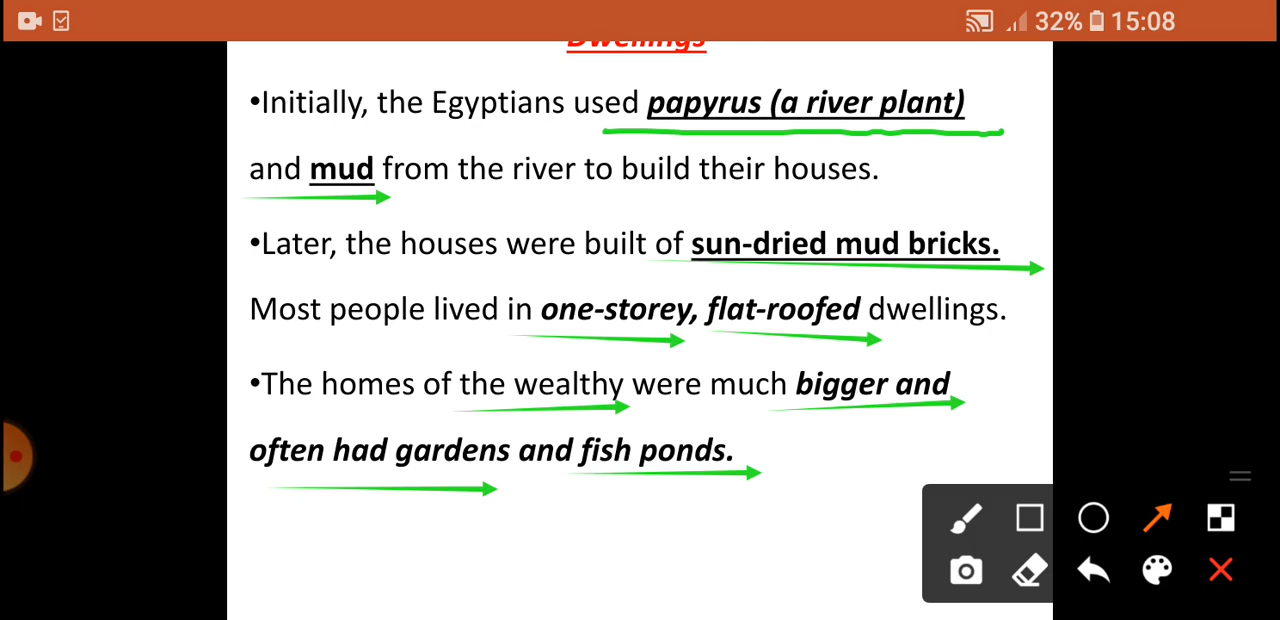 32% 15:08
Dwellings
•Initially, the Egyptians used papyrus (a river plant)
and mud from the river to build their houses.
•Later, the houses were built of sun-dried mud bricks.
Most people lived in one-storey, flat-roofed dwellings.
•The homes of the wealthy were much bigger and
often had gardens and fish ponds.